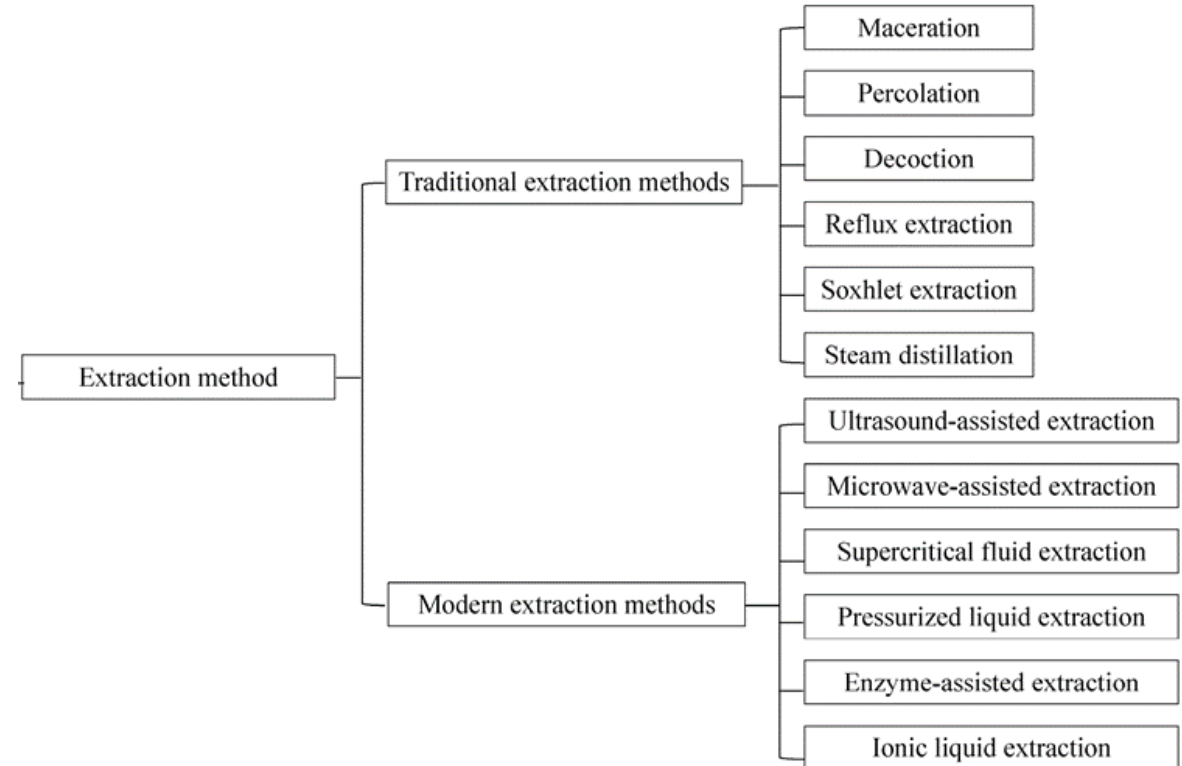 Maceration
Percolation
Decoction
Traditional extraction methods
Reflux extraction
Soxhlet extraction
Steam distillation
Extraction method
Ultrasound-assisted extraction
Microwave-assisted extraction
Supercritical fluid extraction
Modern extraction methods
Pressurized liquid extraction
Enzyme-assisted extraction
Ionic liquid extraction